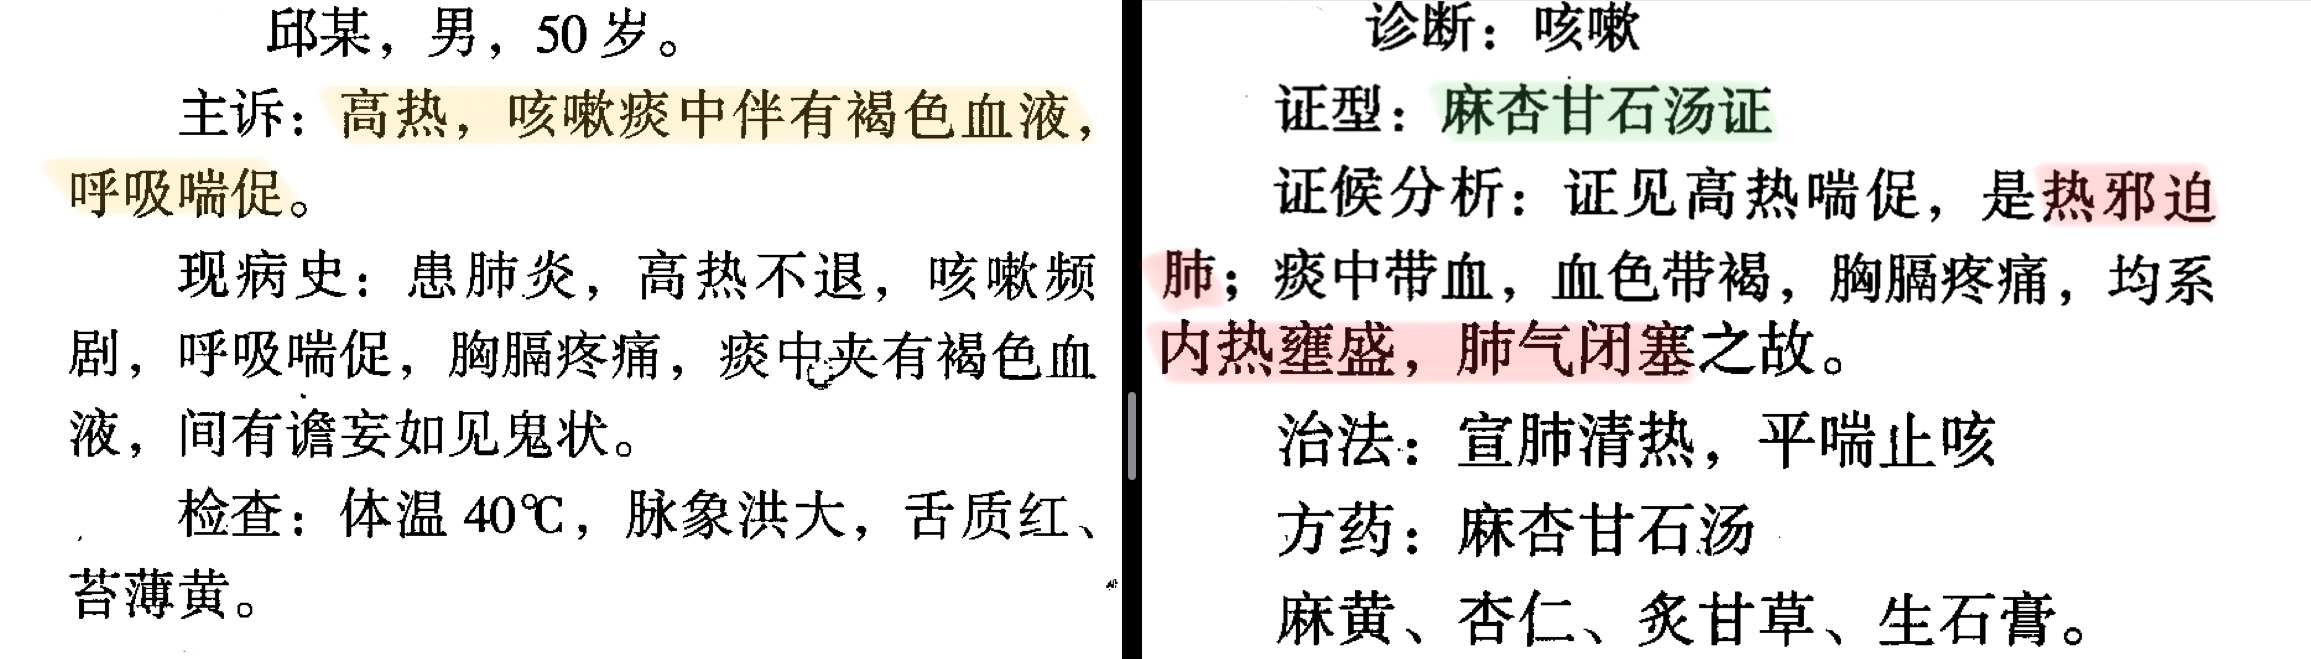 邱某，男，50岁。
主诉：高热，咳嗽痰中伴有褐色血液，
呼吸喘促。
现病史：患肺炎，高热不退，咳嗽频
剧，呼吸喘促，胸膈疼痛，痰中夹有褐色血
液，间有谵妄如见鬼状。
检查：体温40℃，脉象洪大，舌质红、
苔薄黄。
诊断：咳嗽
证型：麻杏甘石汤证
证候分析：证见高热喘促，是热邪迫
肺；痰中带血，血色带褐，胸膈疼痛，均系
内热壅盛，肺气闭塞之故。
治法：宣肺清热，平喘止咳
方药：麻杏甘石汤
麻黄、杏仁、炙甘草、生石膏。